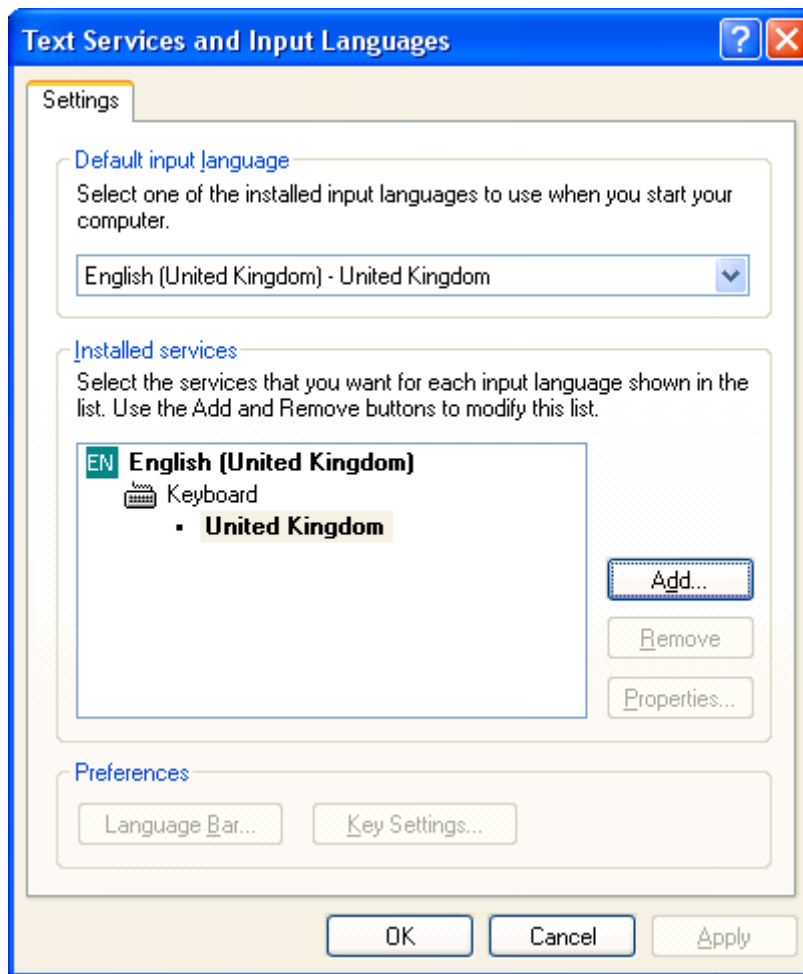 Text Services and Input Languages
?
Settings
Default input language
Select one of the installed input languages to use when you start your
computer.
English (United Kingdom) - United Kingdom
Installed services
Select the services that you want for each input language shown in the
list. Use the Add and Remove buttons to modify this list.
EN English (United Kingdom)
Keyboard
United Kingdom
Add...
Remove
Properties...
Preferences
Language Bar... Key Settings...
OK Cancel Apply